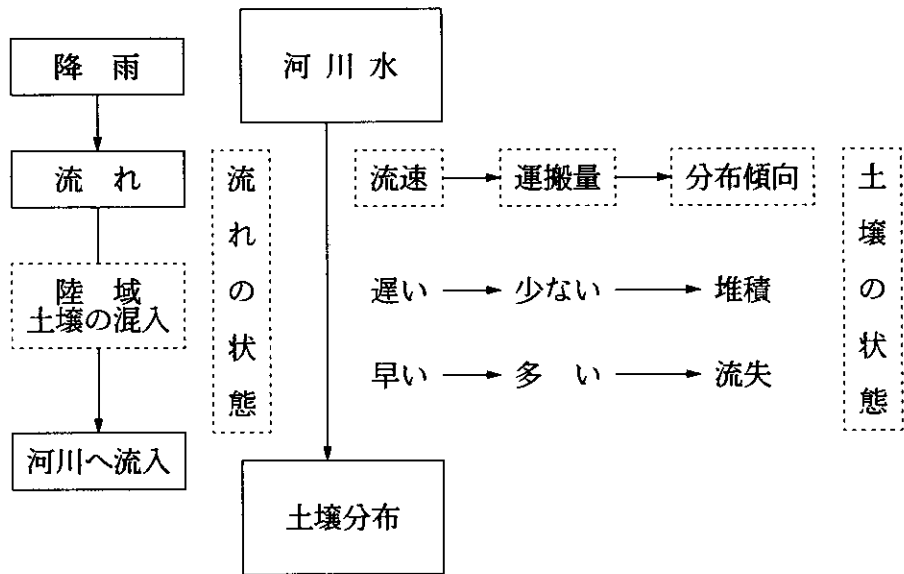 降雨
流れ
陸域
土壌の混入
河川へ流入
河川水
流れの状態
流速 運搬量 分布傾向
遅い 少ない 堆積
早い 多い 流失
土壌の状態
土壌分布